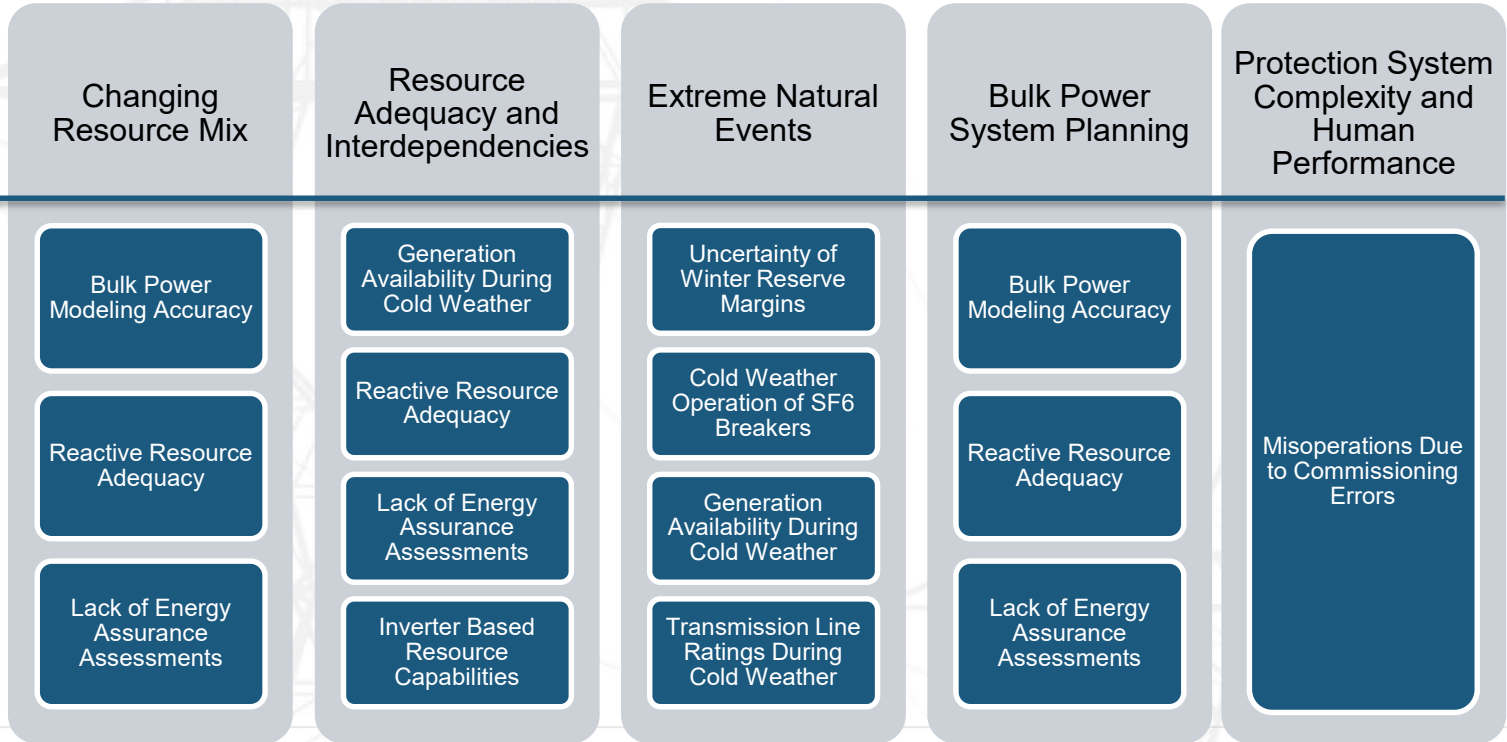 Changing
Resource Mix
Bulk Power
Modeling Accuracy
Reactive Resource
Adequacy
Lack of Energy
Assurance
Assessments
Resource
Adequacy and
Interdependencies
Generation
Availability During
Cold Weather
Reactive Resource
Adequacy
Lack of Energy
Assurance
Assessments
Inverter Based
Resource
Capabilities
Extreme Natural
Events
Uncertainty of
Winter Reserve
Margins
Cold Weather
Operation of SF6
Breakers
Generation
Availability During
Cold Weather
Transmission Line
Ratings During
Cold Weather
Bulk Power
System Planning
Bulk Power
Modeling Accuracy
Reactive Resource
Adequacy
Lack of Energy
Assurance
Assessments
Protection System
Complexity and
Human
Performance
Misoperations Due
to Commissioning
Errors